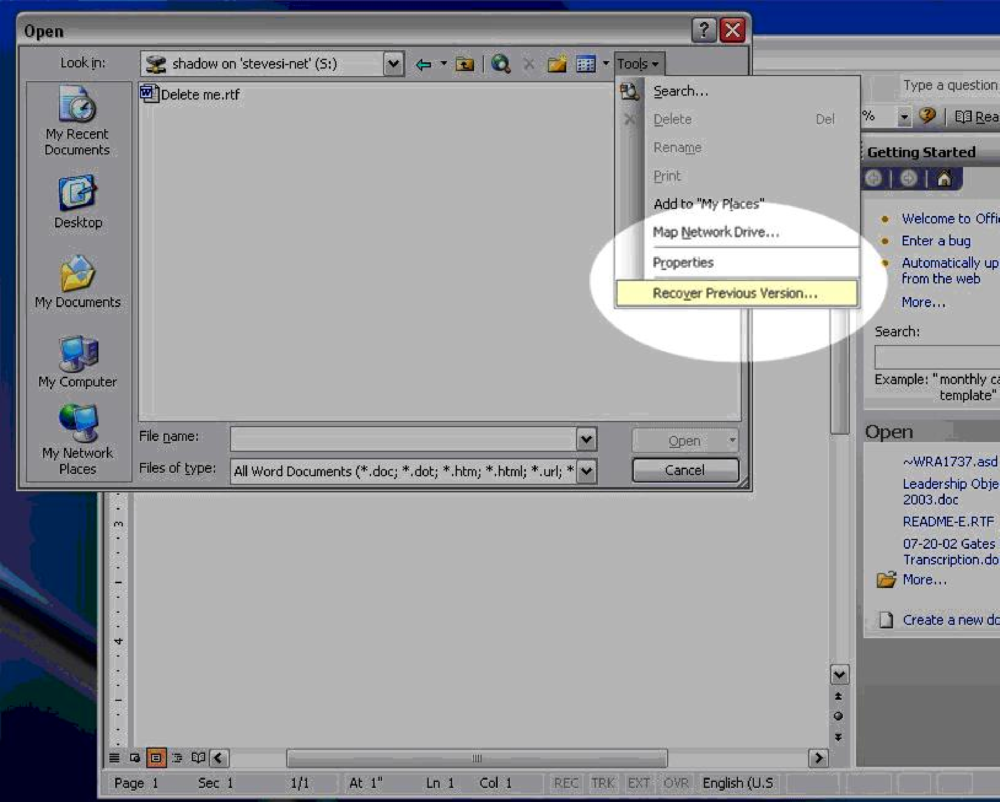 Open
?
Look in:
shadow on 'stevesi-net' (S:)
Tools
Delete me.rtf
My Recent
Documents
Desktop
My Documents
My Computer
My Network
Places
Search...
Delete Del
Rename
Print
Add to "My Places"
Map Network Drive...
Properties
Recover Previous Version...
File name:
Open
Files of type:
All Word Documents (*.doc; *.dot; *.htm; *.html; *.url; *
Cancel
Type a question
%
Rea
Getting Started
Welcome to Offi
Enter a bug
Automatically up
from the web
More...
Search:
Example: "monthly ca
template"
Open
~WRA1737.asd
Leadership Obje
2003.doc
README-E.RTF
07-20-02 Gates
Transcription.do
More...
Create a new do
3
4
Page 1 Sec 1 1/1 At 1" Ln 1 Col 1 REC TRK EXT OVR English (U.S